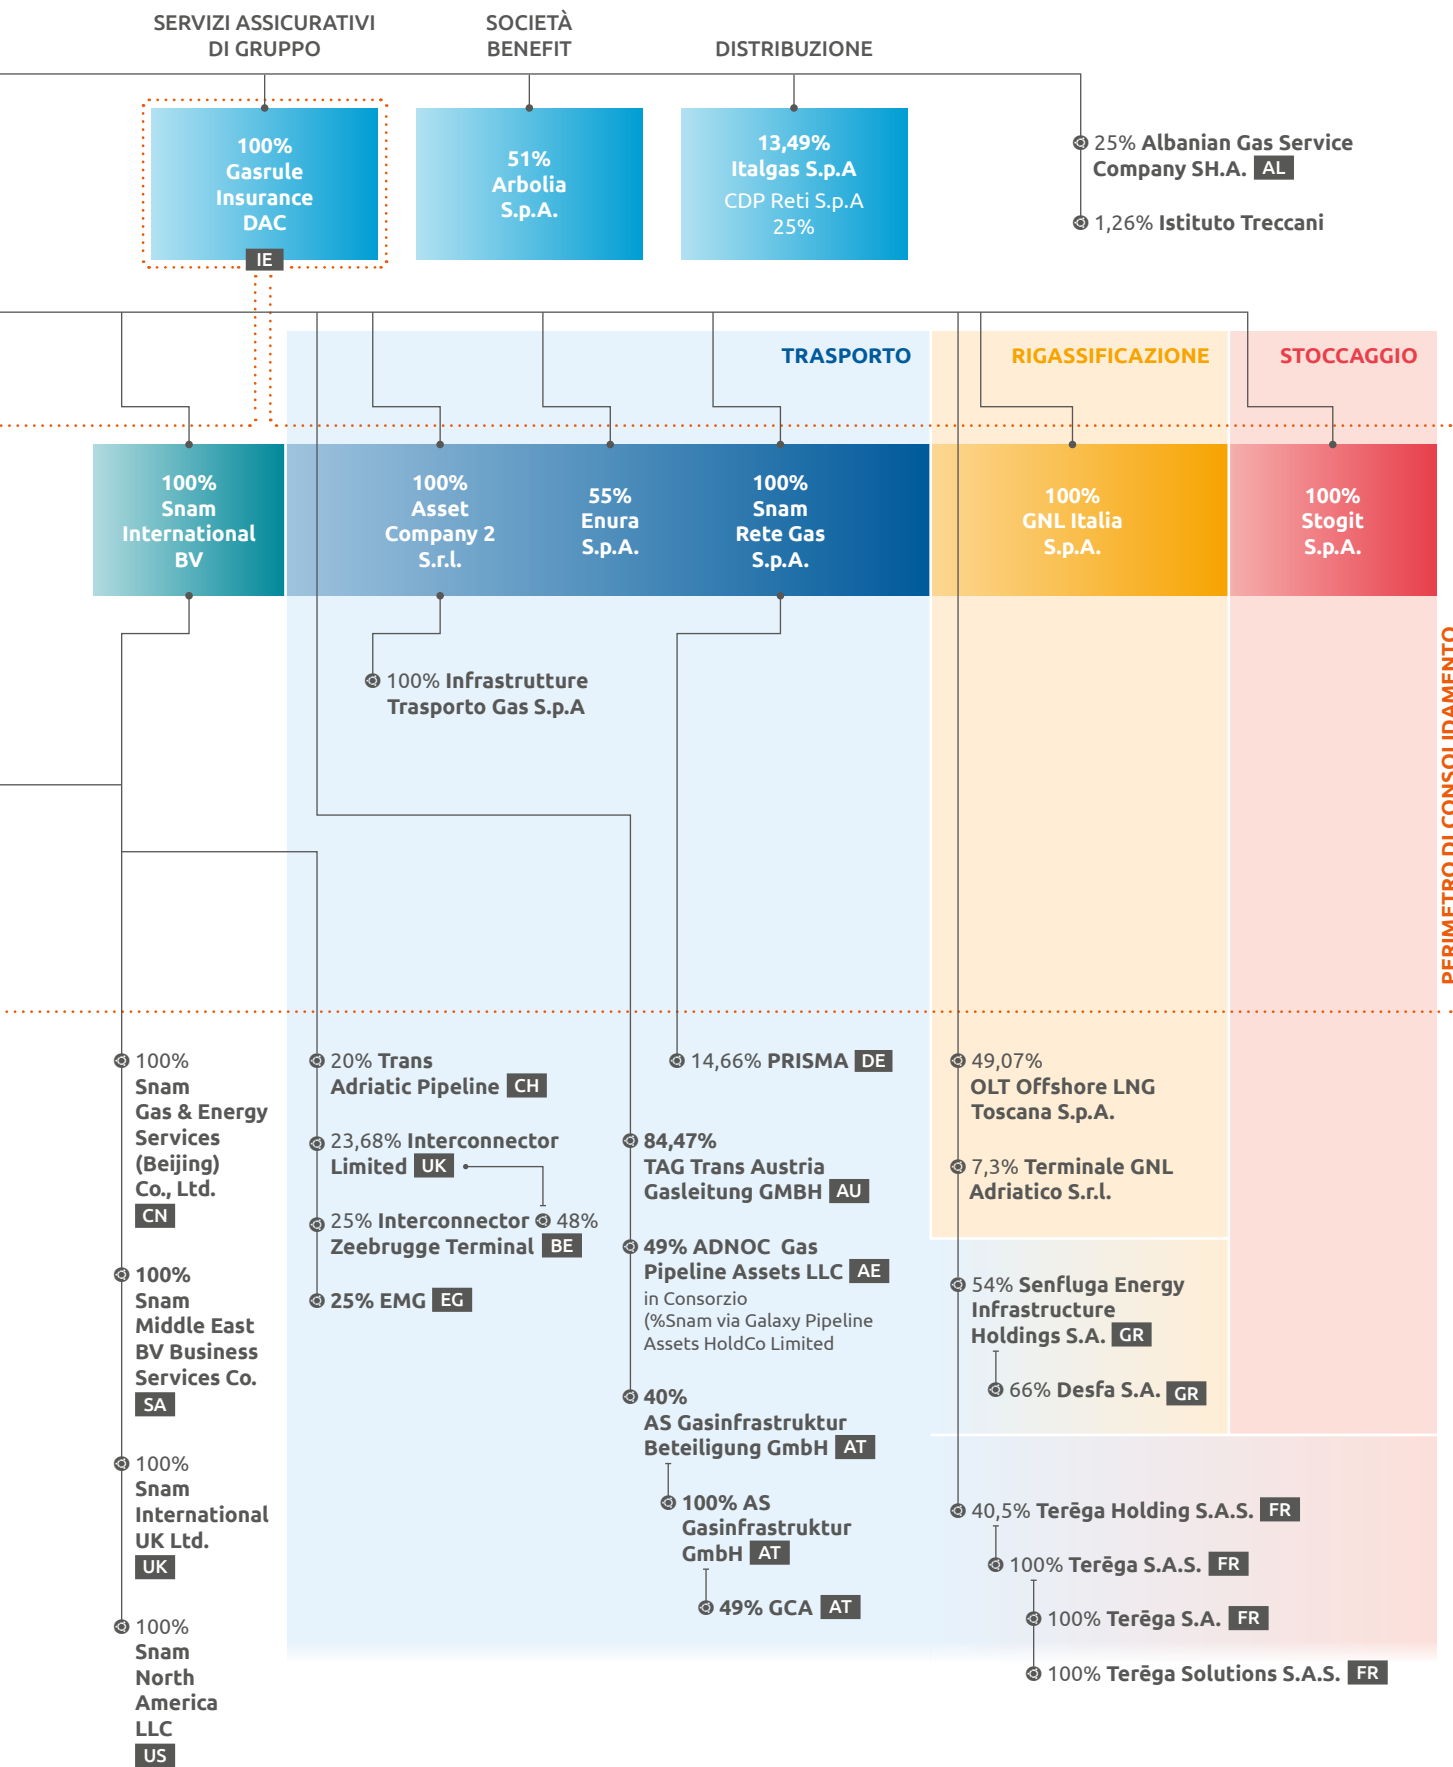 SERVIZI ASSICURATIVI
DI GRUPPO
SOCIETÀ
BENEFIT
DISTRIBUZIONE
100%
Gasrule
Insurance
DAC
IE
51%
Arbolia
S.p.A.
13,49%
Italgas S.p.A
CDP Reti S.p.A
25%
25% Albanian Gas Service
Company SH.A. AL
1,26% Istituto Treccani
TRASPORTO
RIGASSIFICAZIONE
STOCCAGGIO
100%
Snam
International
BV
100%
Asset
Company 2
S.r.l.
55%
Enura
S.p.A.
100%
Snam
Rete Gas
S.p.A.
100%
GNL Italia
S.p.A.
100%
Stogit
S.p.A.
100% Infrastrutture
Trasporto Gas S.p.A
PERIMETRO DI CONSOLIDAMENTO
100%
Snam
Gas & Energy
Services
(Beijing)
Co., Ltd.
CN
100%
Snam
Middle East
BV Business
Services Co.
SA
100%
Snam
International
UK Ltd.
UK
100%
Snam
North
America
LLC
US
20% Trans
Adriatic Pipeline CH
23,68% Interconnector
Limited UK
25% Interconnector 48%
Zeebrugge Terminal BE
25% EMG EG
14,66% PRISMA DE
84,47%
TAG Trans Austria
Gasleitung GMBH AU
49% ADNOC Gas
Pipeline Assets LLC AE
in Consorzio
(%Snam via Galaxy Pipeline
Assets HoldCo Limited
40%
AS Gasinfrastruktur
Beteiligung GmbH AT
100% AS
Gasinfrastruktur
GmbH AT
49% GCA AT
49,07%
OLT Offshore LNG
Toscana S.p.A.
7,3% Terminale GNL
Adriatico S.r.l.
54% Senfluga Energy
Infrastructure
Holdings S.A. GR
66% Desfa S.A. GR
40,5% Terēga Holding S.A.S. FR
100% Terēga S.A.S. FR
100% Terēga S.A. FR
100% Terēga Solutions S.A.S. FR